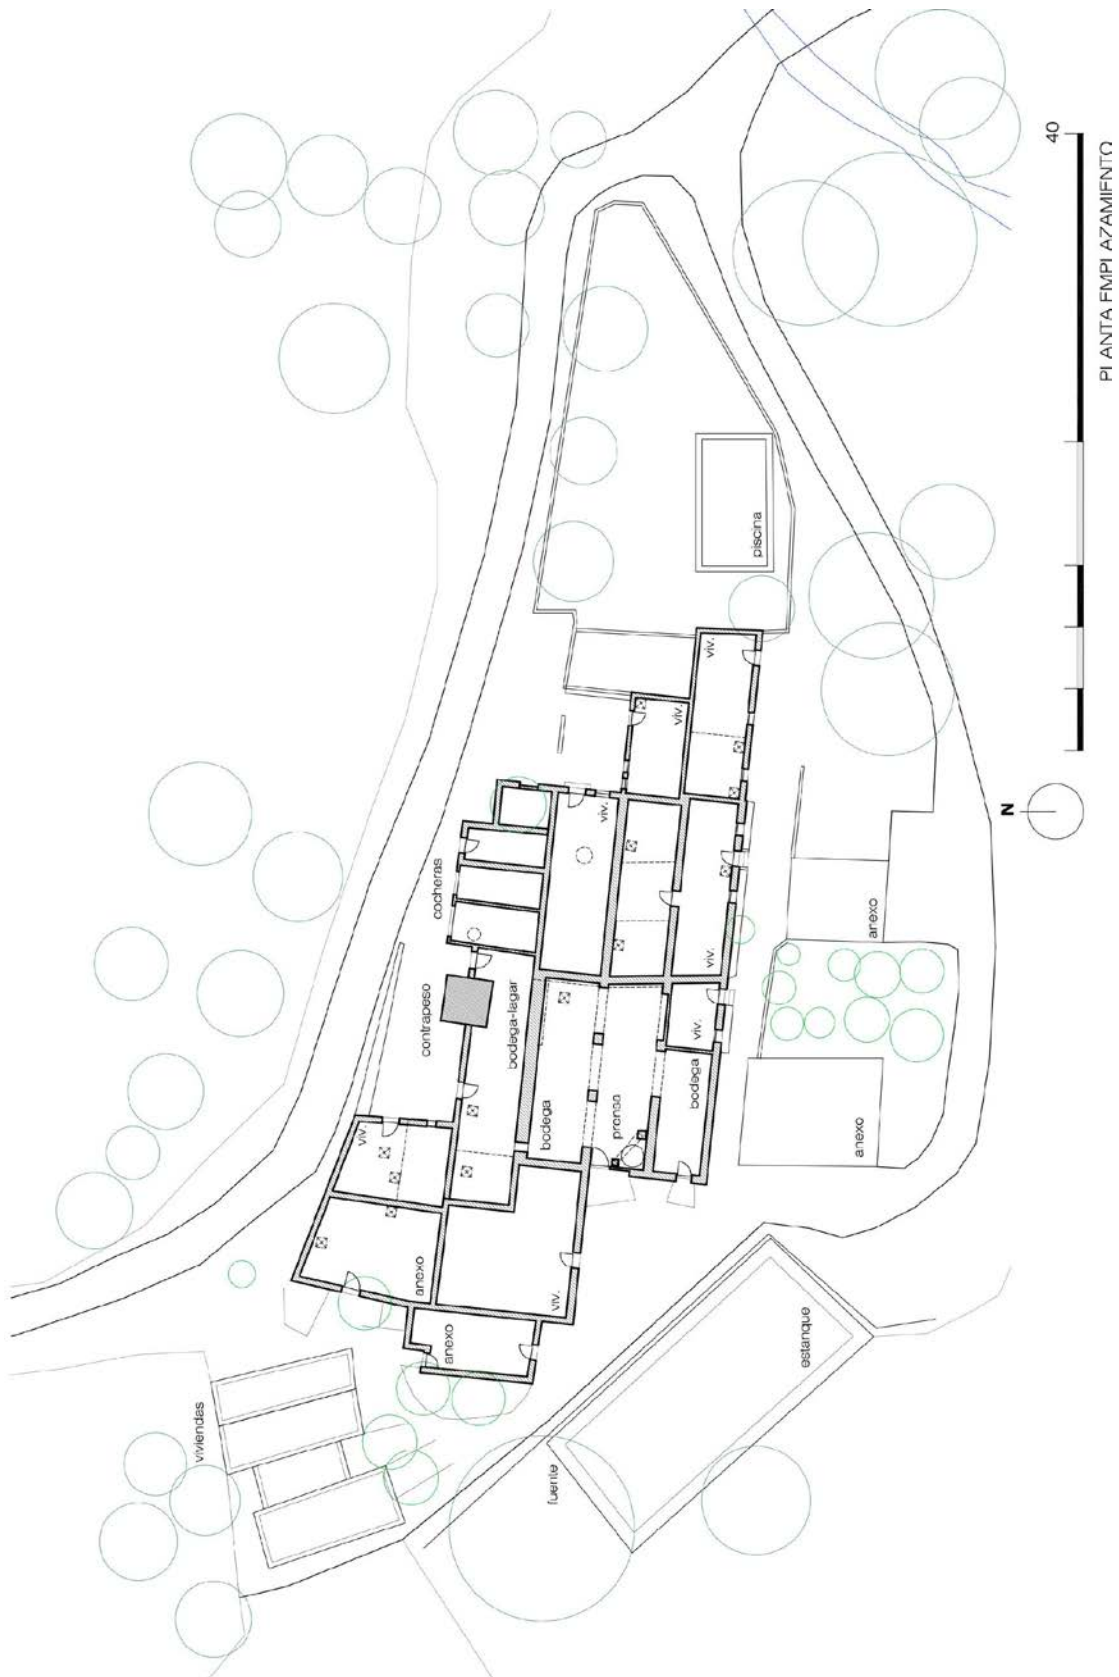 viviendas
fuente
estanque
anexo
anexo
viv.
viv.
contrapeso
bodega-lagar
bodega
prensa
bodega
viv.
cocheras
viv.
viv.
viv.
viv.
anexo
anexo
piscina
N
40
PLANTA EMPLAZAMIENTO